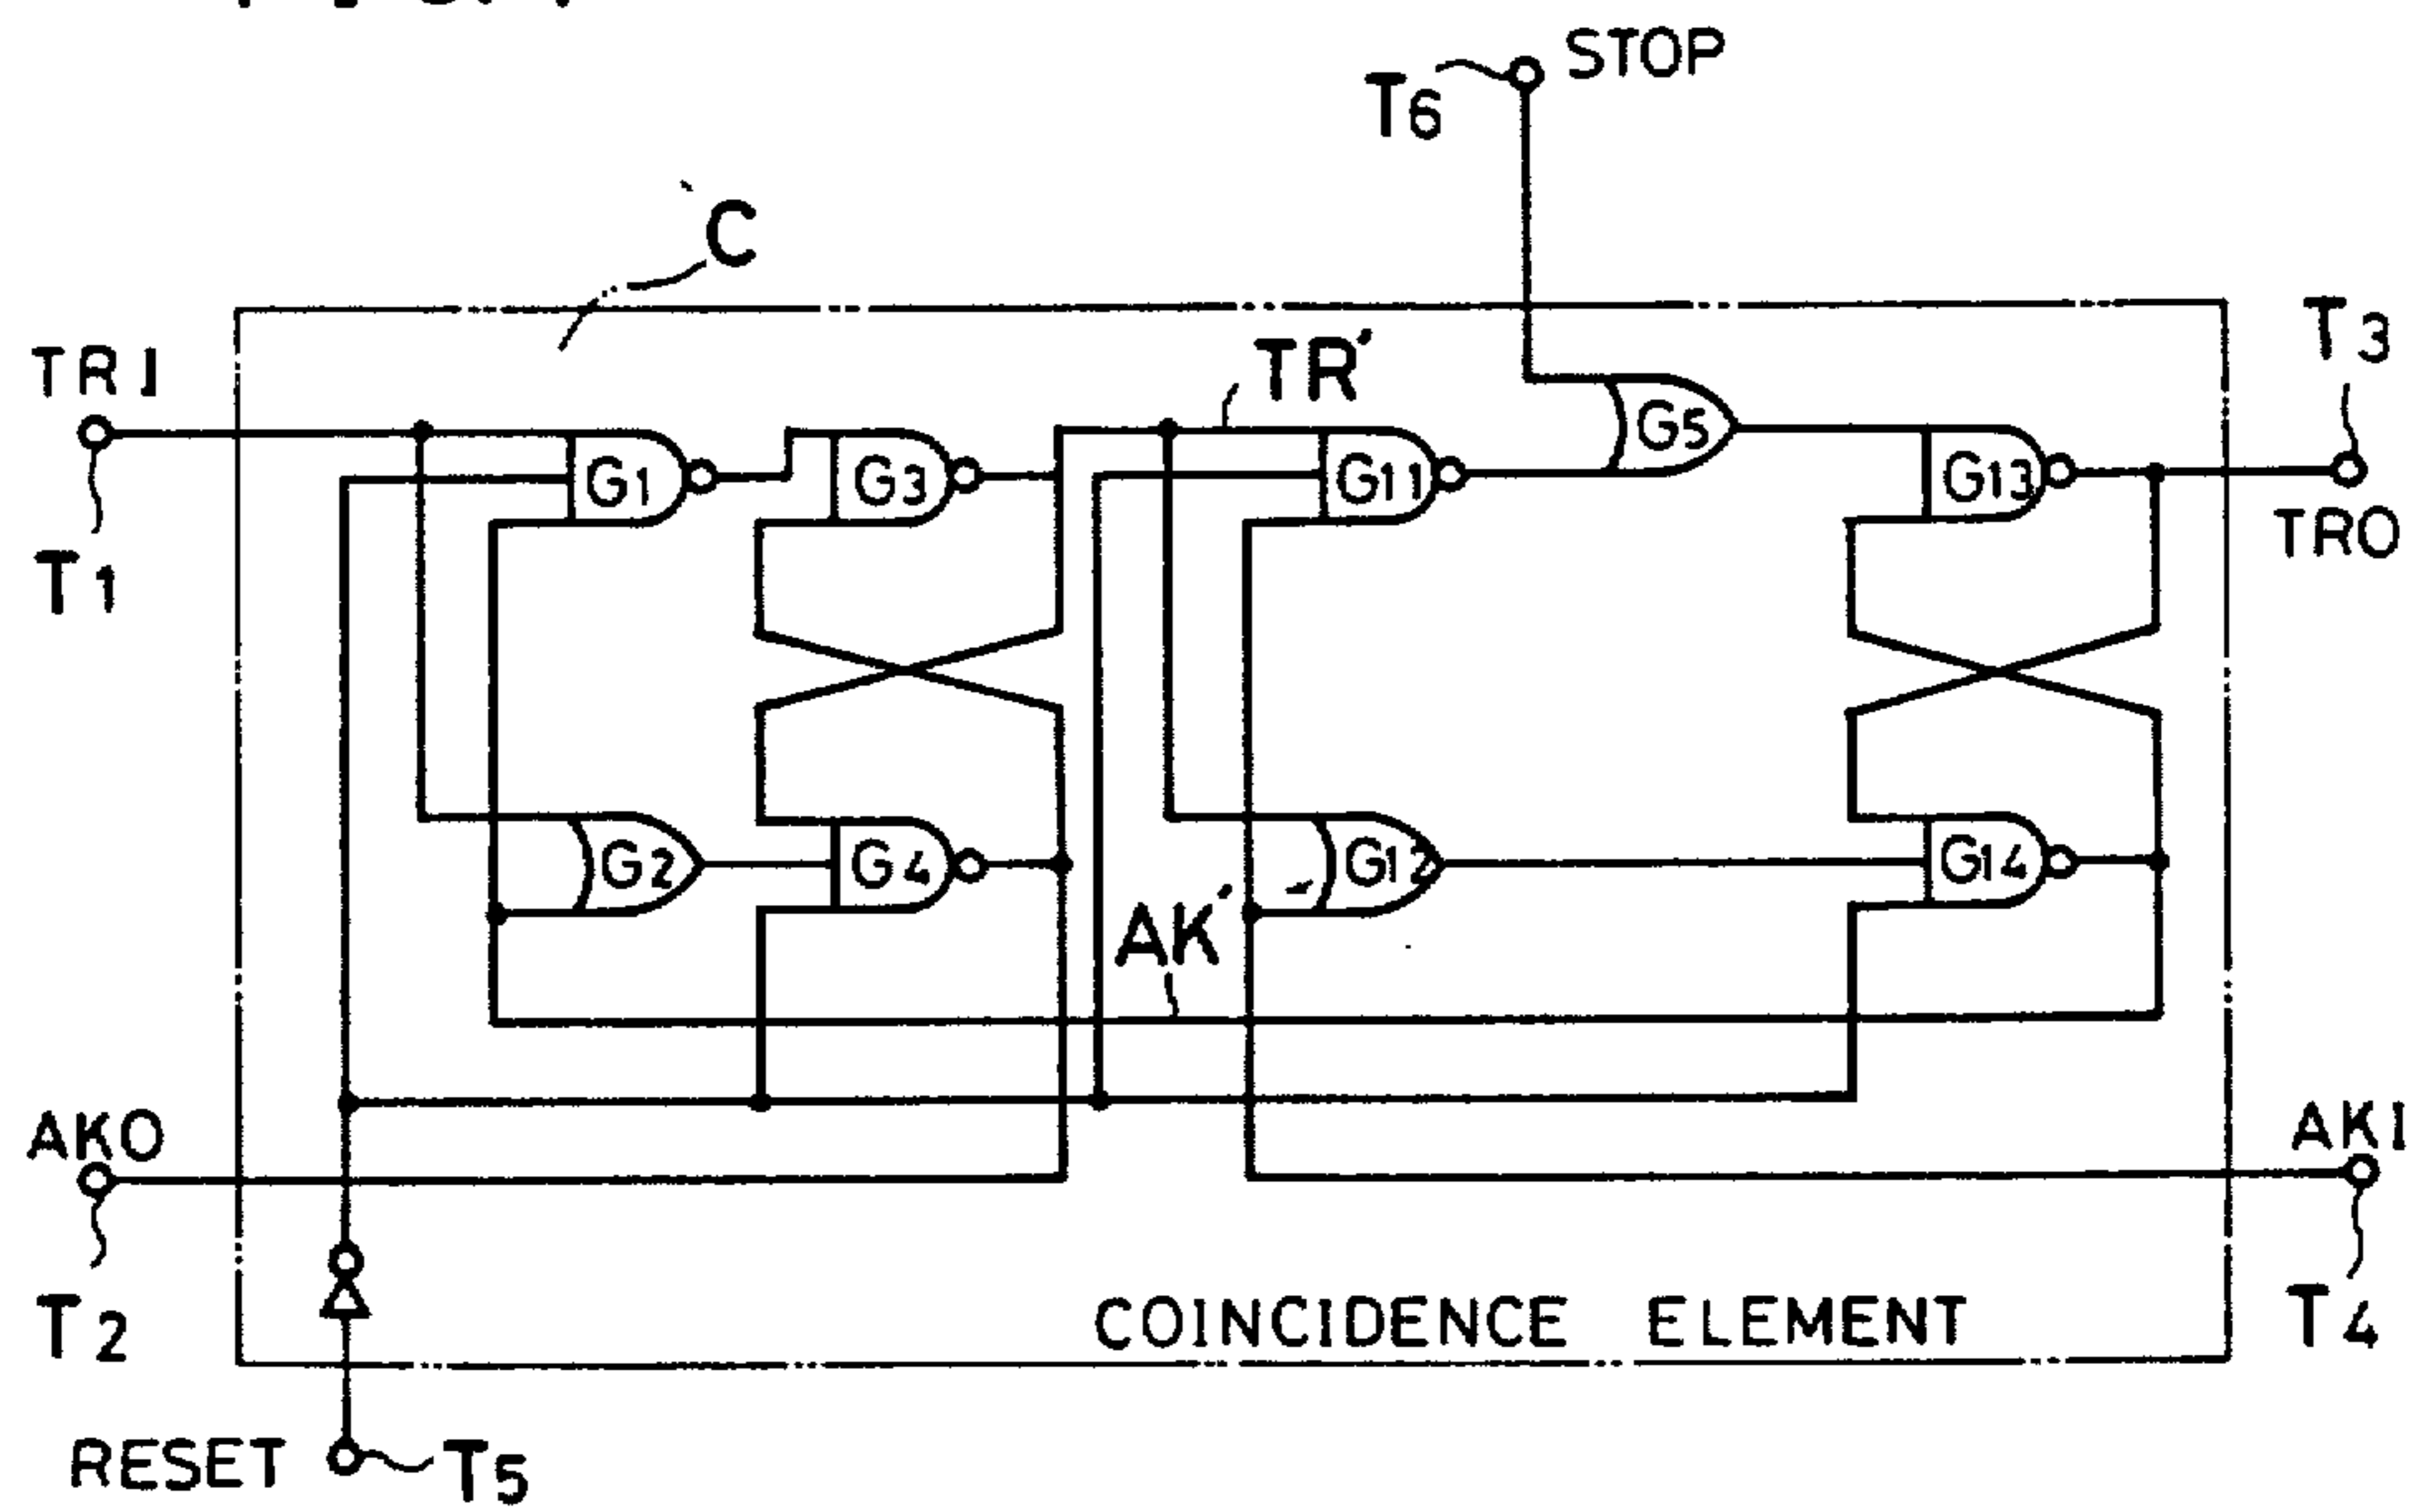 STOP
T6
C
T3
TR'
TRI
G5
G1
G3
G11
G13
TRO
T1
G2
G4
G12
G14
AK'
AKO
AKI
T2
COINCIDENCE ELEMENT
T4
RESET
T5